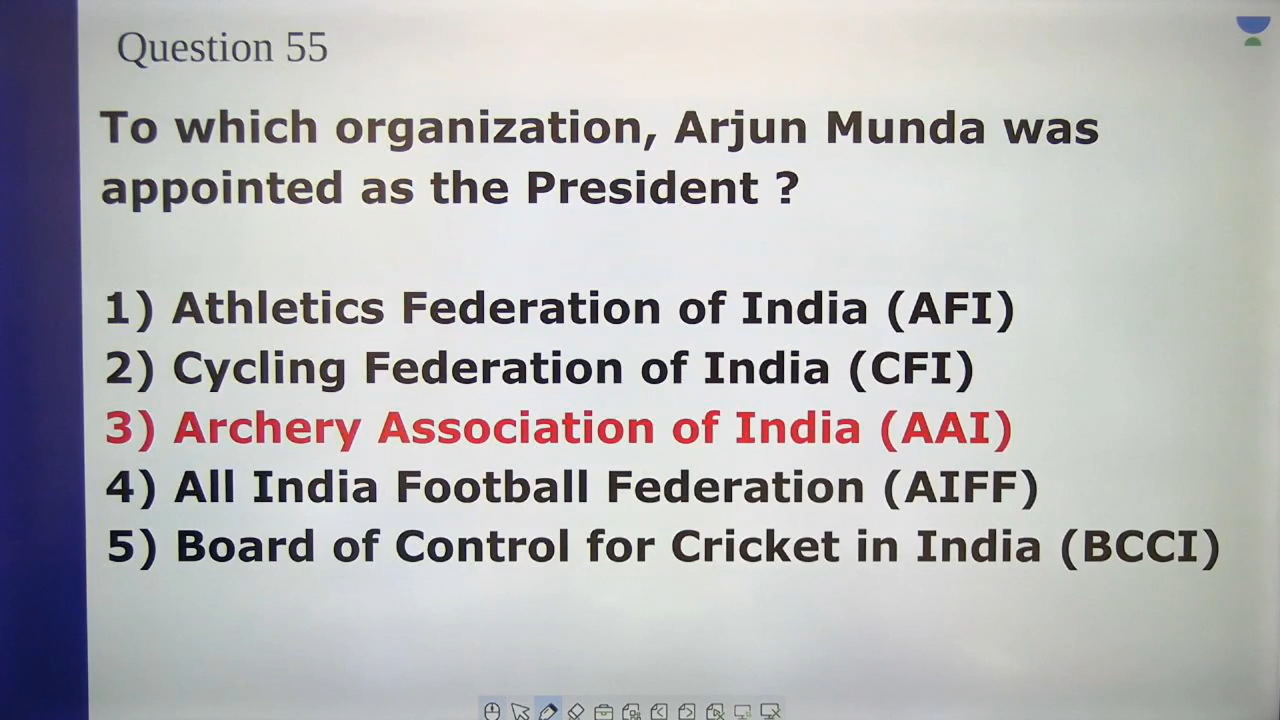 Question 55
To which organization, Arjun Munda was
appointed as the President ?
1) Athletics Federation of India (AFI)
2) Cycling Federation of India (CFI)
3) Archery Association of India (AAI)
4) All India Football Federation (AIFF)
5) Board of Control for Cricket in India (BCCI)